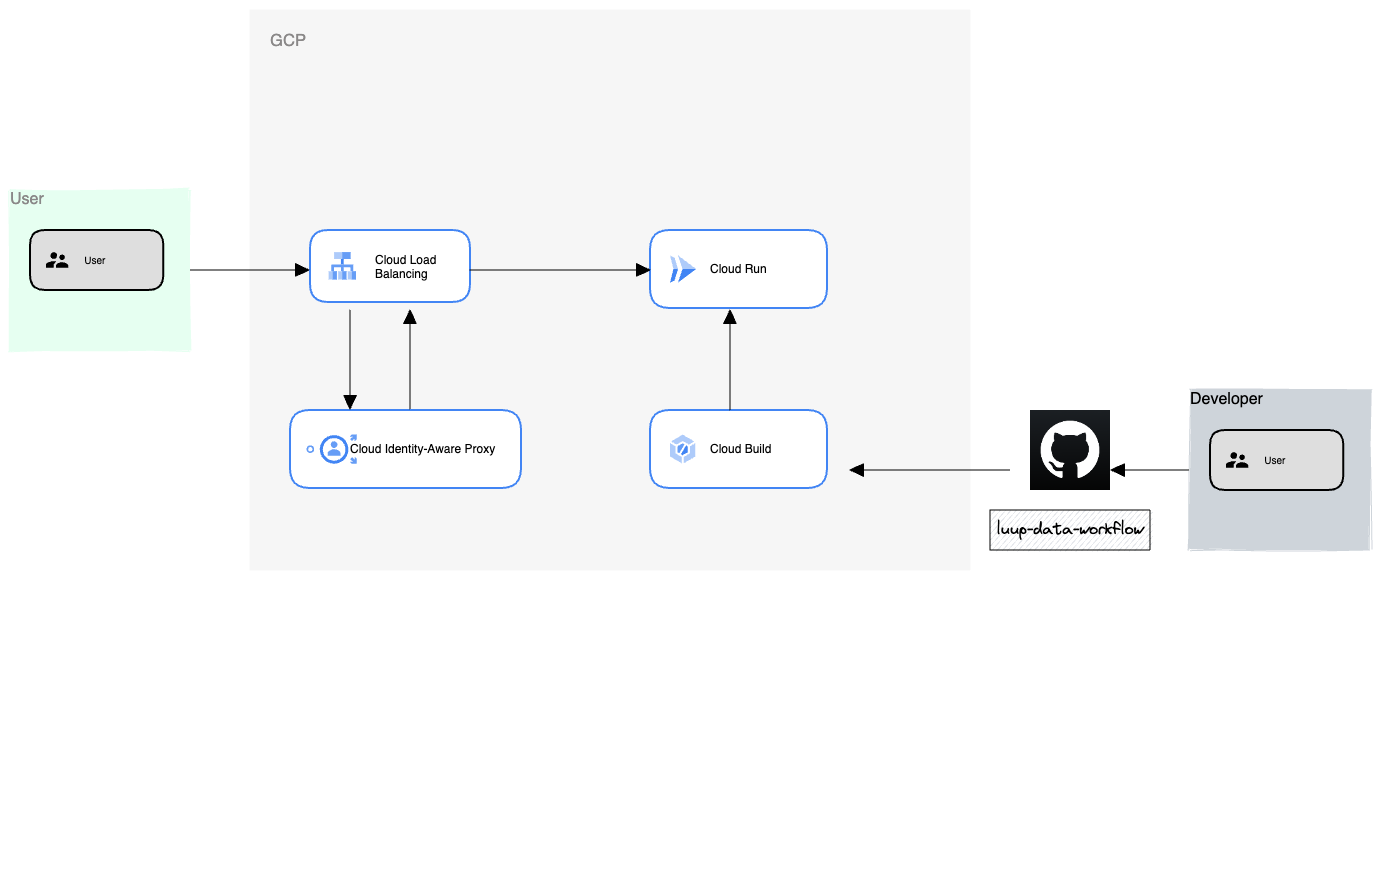 GCP
User
User
Cloud Load
Balancing
Cloud Run
Cloud Identity-Aware Proxy
Cloud Build
luup-data-workflow
Developer
User